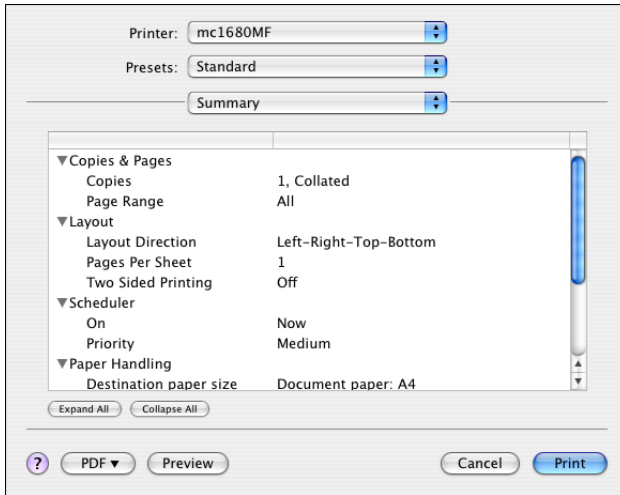 Printer: mc1680MF
Presets: Standard
Summary
▼Copies & Pages
Copies 1, Collated
Page Range All
▼Layout
Layout Direction Left-Right-Top-Bottom
Pages Per Sheet 1
Two Sided Printing Off
▼Scheduler
On Now
Priority Medium
▼Paper Handling
Destination paper size Document paper: A4
Expand All Collapse All
? PDF ▼ Preview Cancel Print